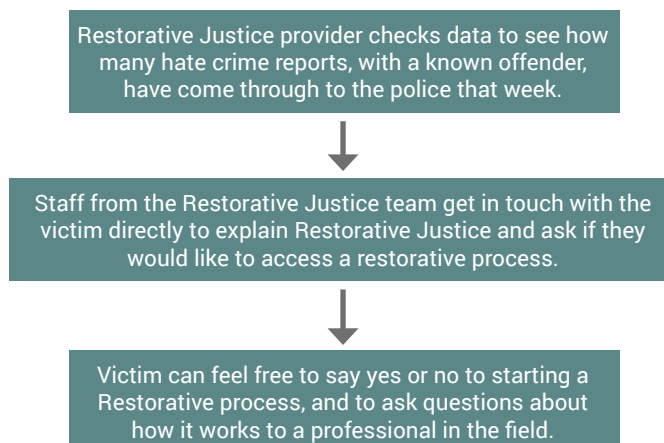 Restorative Justice provider checks data to see how
many hate crime reports, with a known offender,
have come through to the police that week.
Staff from the Restorative Justice team get in touch with the
victim directly to explain Restorative Justice and ask if they
would like to access a restorative process.
Victim can feel free to say yes or no to starting a
Restorative process, and to ask questions about
how it works to a professional in the field.